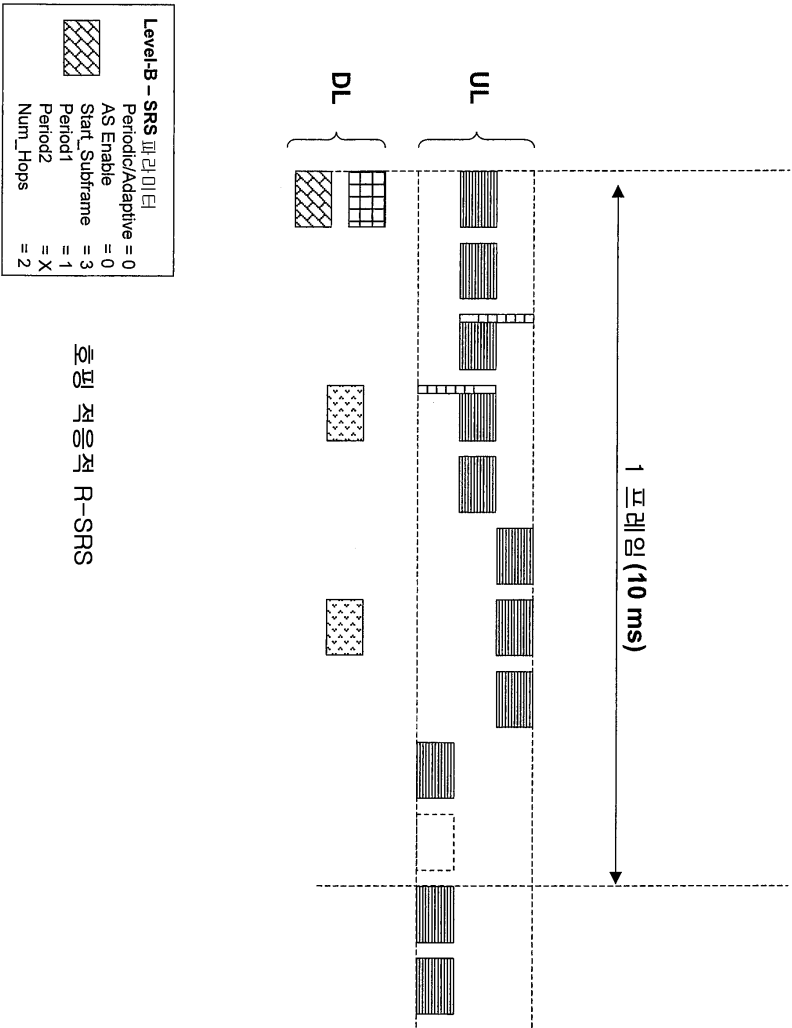 1 프레임 (10 ms)
UL
DL
Level-B – SRS 파라미터
Periodic/Adaptive = 0
AS Enable = 0
Start_Subframe = 3
Period1 = 1
Period2 = X
Num_Hops = 2
호핑 적응적 R-SRS